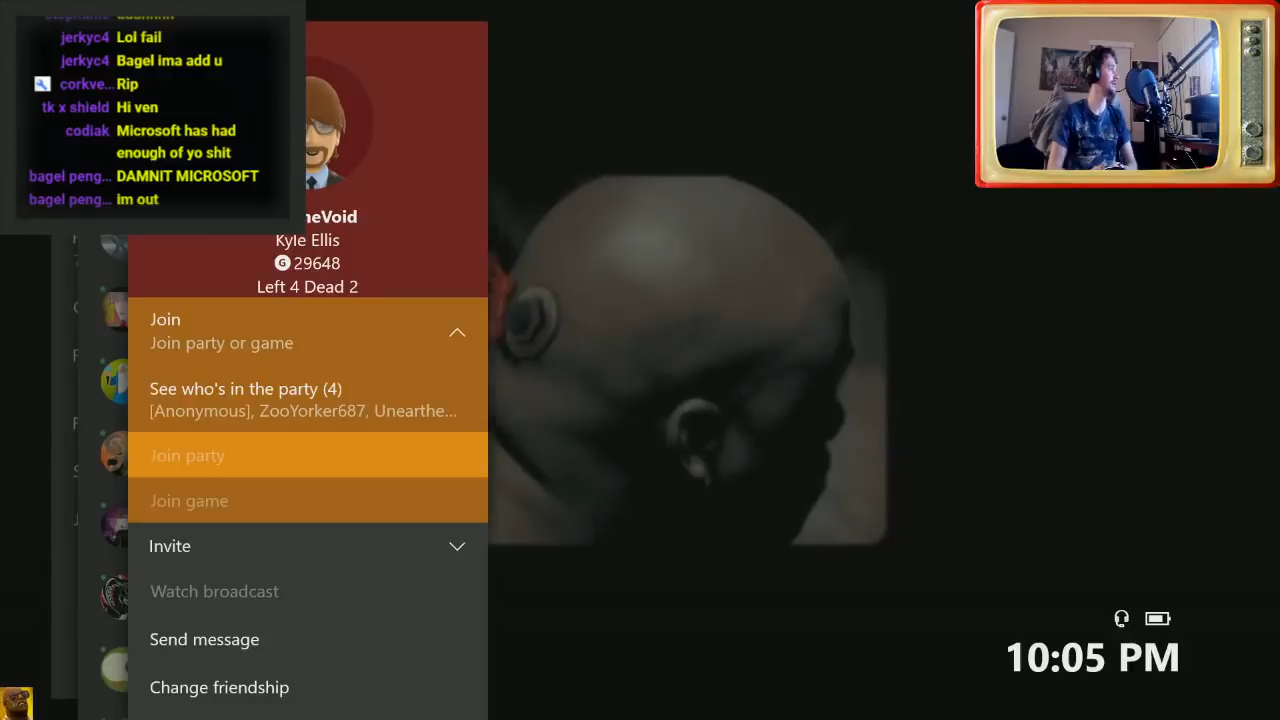 jerkyc4 Lol fail
jerkyc4 Bagel ima add u
corkve... Rip
tk x shield Hi ven
codiak Microsoft has had
enough of yo shit
bagel peng... DAMNIT MICROSOFT
bagel peng... im out
neVoid
Kyle Ellis
G 29648
Left 4 Dead 2
Join
Join party or game
See who's in the party (4)
[Anonymous], ZooYorker687, Unearthe...
Join party
Join game
Invite
Watch broadcast
Send message
Change friendship
10:05 PM